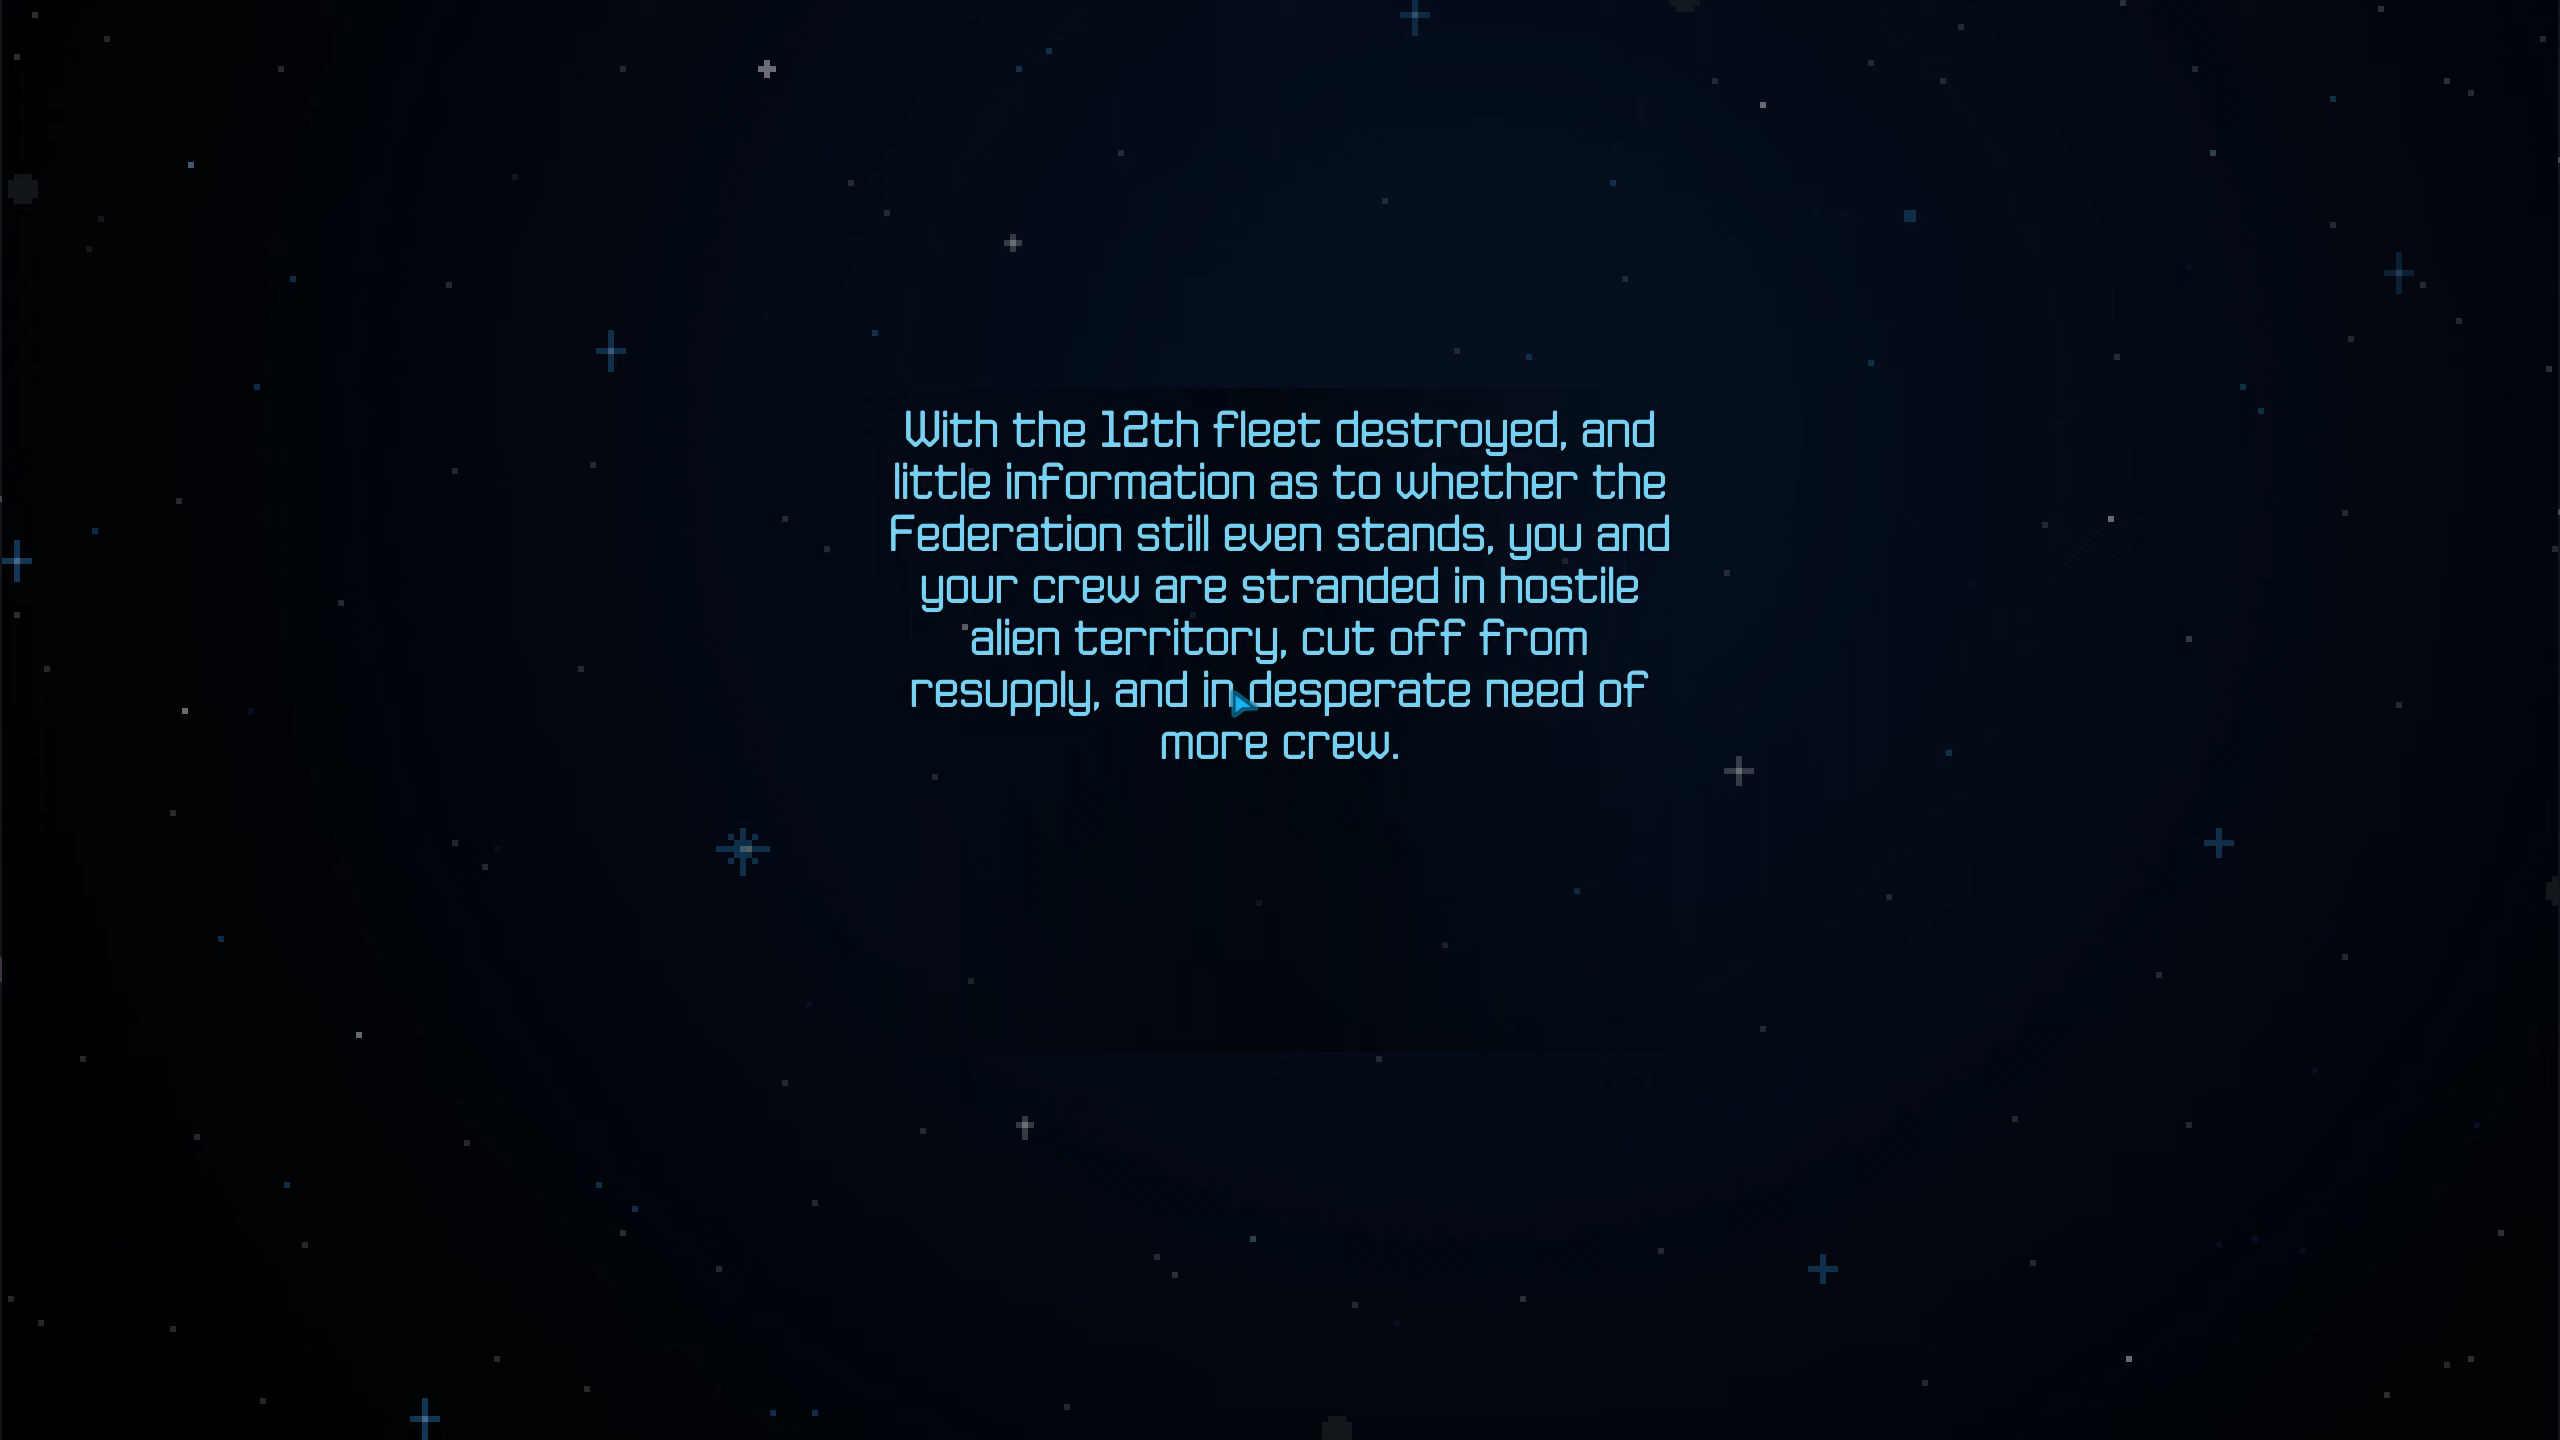 With the 12th fleet destroyed, and
little information as to whether the
Federation still even stands, you and
your crew are stranded in hostile
alien territory, cut off from
resupply, and in desperate need of
more crew.